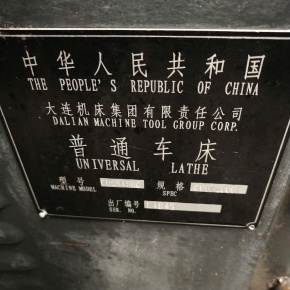 中华人民共和国
THE PEOPLE'S REPUBLIC OF CHINA
大连机床集团有限责任公司
DALIAN MACHINE TOOL GROUP CORP.
普通车床
UNIVERSAL LATHE
型号 规格
MACHINE MODEL SPEC
出厂编号
SER. NO.